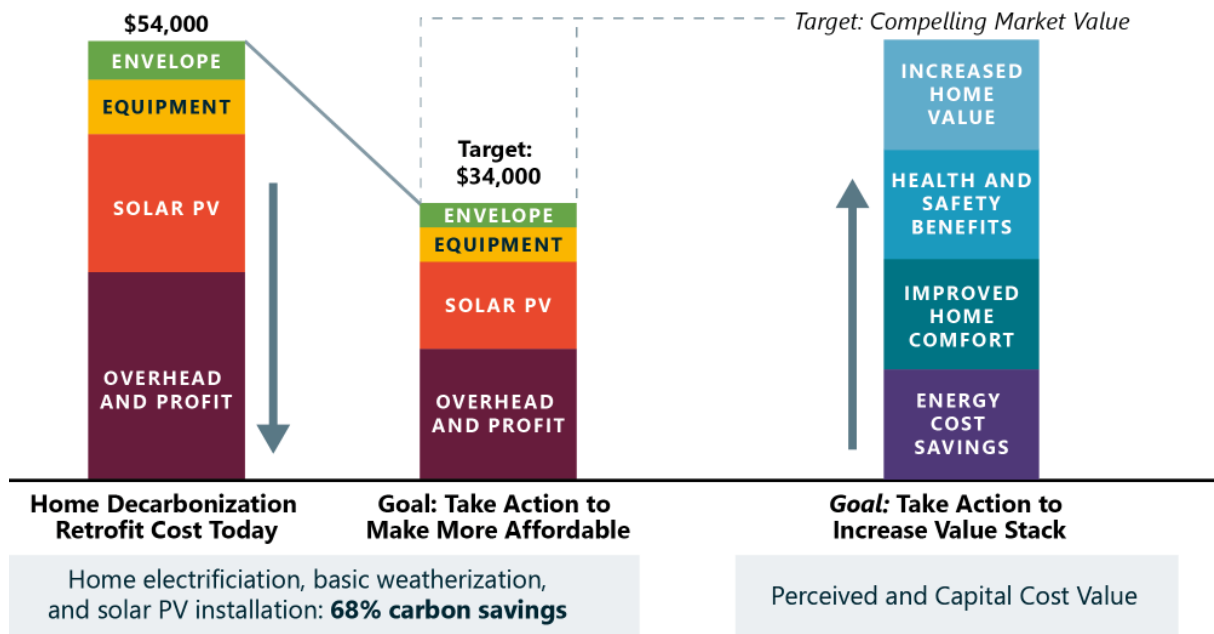 $54,000
ENVELOPE
EQUIPMENT
SOLAR PV
OVERHEAD
AND PROFIT
Home Decarbonization
Retrofit Cost Today
Target:
$34,000
ENVELOPE
EQUIPMENT
SOLAR PV
OVERHEAD
AND PROFIT
Goal: Take Action to
Make More Affordable
Home electrificiation, basic weatherization,
and solar PV installation: 68% carbon savings
Target: Compelling Market Value
INCREASED
HOME
VALUE
HEALTH AND
SAFETY
BENEFITS
IMPROVED
HOME
COMFORT
ENERGY
COST
SAVINGS
Goal: Take Action to
Increase Value Stack
Perceived and Capital Cost Value